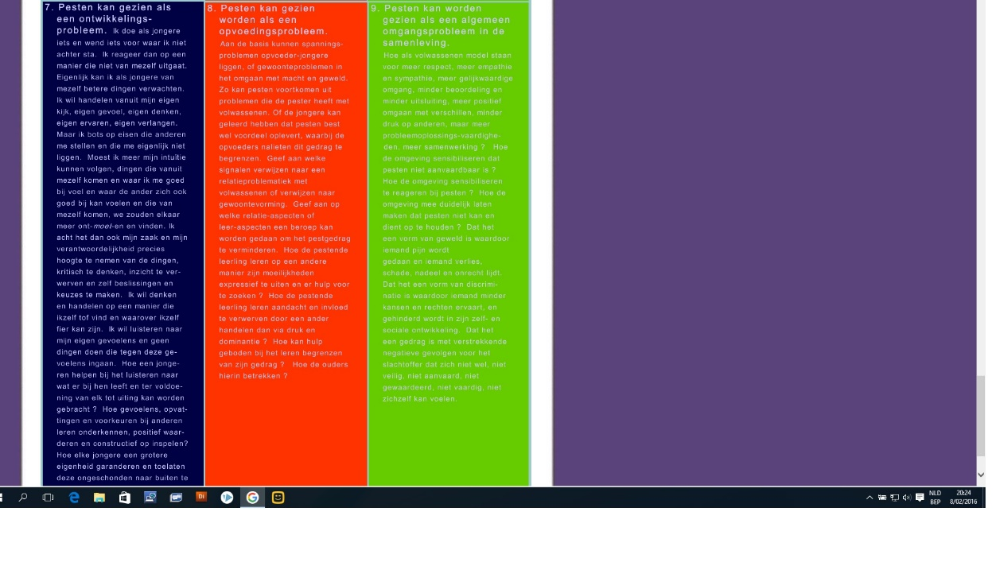 7. Pesten kan gezien als
een ontwikkelings-
probleem. Ik doe als jongere
iets en wend iets voor waar ik niet
achter sta. Ik reageer dan op een
manier die niet van mezelf uitgaat.
Eigenlijk kan ik als jongere van
mezelf betere dingen verwachten.
Ik wil handelen vanuit mijn eigen
kijk, eigen gevoel, eigen denken,
eigen ervaren, eigen verlangen.
Maar ik bots op eisen die anderen
me stellen en die me eigenlijk niet
liggen. Moest ik meer mijn intuïtie
kunnen volgen, dingen die vanuit
mezelf komen en waar ik me goed
bij voel en waar de ander zich ook
goed bij kan voelen en die van
mezelf komen, we zouden elkaar
meer ont-moet-en en vinden. Ik
acht het dan ook mijn zaak en mijn
verantwoordelijkheid precies
hoogte te nemen van de dingen,
kritisch te denken, inzicht te ver-
werven en zelf beslissingen en
keuzes te maken. Ik wil denken
en handelen op een manier die
ikzelf tof vind en waarover ikzelf
fier kan zijn. Ik wil luisteren naar
mijn eigen gevoelens en geen
dingen doen die tegen deze ge-
voelens ingaan. Hoe een jonge-
ren helpen bij het luisteren naar
wat er bij hen leeft en ter voldoe-
ning van elk tot uiting kan worden
gebracht ? Hoe gevoelens, opvat-
tingen en voorkeuren bij anderen
leren onderkennen, positief waar-
deren en constructief op inspelen?
Hoe elke jongere een grotere
eigenheid garanderen en toelaten
deze ongeschonden naar buiten te
8. Pesten kan gezien
worden als een
opvoedingsprobleem.
Aan de basis kunnen spannings-
problemen opvoeder-jongere
liggen, of gewoonteproblemen in
het omgaan met macht en geweld.
Zo kan pesten voortkomen uit
problemen die de pester heeft met
volwassenen. Of de jongere kan
geleerd hebben dat pesten best
wel voordeel oplevert, waarbij de
opvoeders nalieten dit gedrag te
begrenzen. Geef aan welke
signalen verwijzen naar een
relatieproblematiek met
volwassenen of verwijzen naar
gewoontevorming. Geef aan op
welke relatie-aspecten of
leer-aspecten een beroep kan
worden gedaan om het pestgedrag
te verminderen. Hoe de pestende
leerling leren op een andere
manier zijn moeilijkheden
expressief te uiten en er hulp voor
te zoeken ? Hoe de pestende
leerling leren aandacht en invloed
te verwerven door een ander
handelen dan via druk en
dominantie ? Hoe kan hulp
geboden bij het leren begrenzen
van zijn gedrag ? Hoe de ouders
hierin betrekken ?
9. Pesten kan worden
gezien als een algemeen
omgangsprobleem in de
samenleving.
Hoe als volwassenen model staan
voor meer respect, meer empathie
en sympathie, meer gelijkwaardige
omgang, minder beoordeling en
minder uitsluiting, meer positief
omgaan met verschillen, minder
druk op anderen, maar meer
probleemoplossings-vaardighe-
den, meer samenwerking ? Hoe
de omgeving sensibiliseren dat
pesten niet aanvaardbaar is ?
Hoe de omgeving sensibiliseren
te reageren bij pesten ? Hoe de
omgeving mee duidelijk laten
maken dat pesten niet kan en
dient op te houden ? Dat het
een vorm van geweld is waardoor
iemand pijn wordt
gedaan en iemand verlies,
schade, nadeel en onrecht lijdt.
Dat het een vorm van discrimi-
natie is waardoor iemand minder
kansen en rechten ervaart, en
gehinderd wordt in zijn zelf- en
sociale ontwikkeling. Dat het
een gedrag is met verstrekkende
negatieve gevolgen voor het
slachtoffer dat zich niet wel, niet
veilig, niet aanvaard, niet
gewaardeerd, niet vaardig, niet
zichzelf kan voelen.
Di
NLD
BEP
20:24
8/02/2016